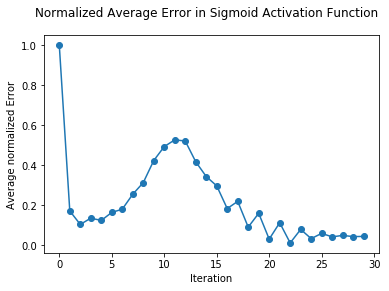 Normalized Average Error in Sigmoid Activation Function
1.0
0.8
0.6
0.4
0.2
0.0
Average normalized Error
0 5 10 15 20 25 30
Iteration